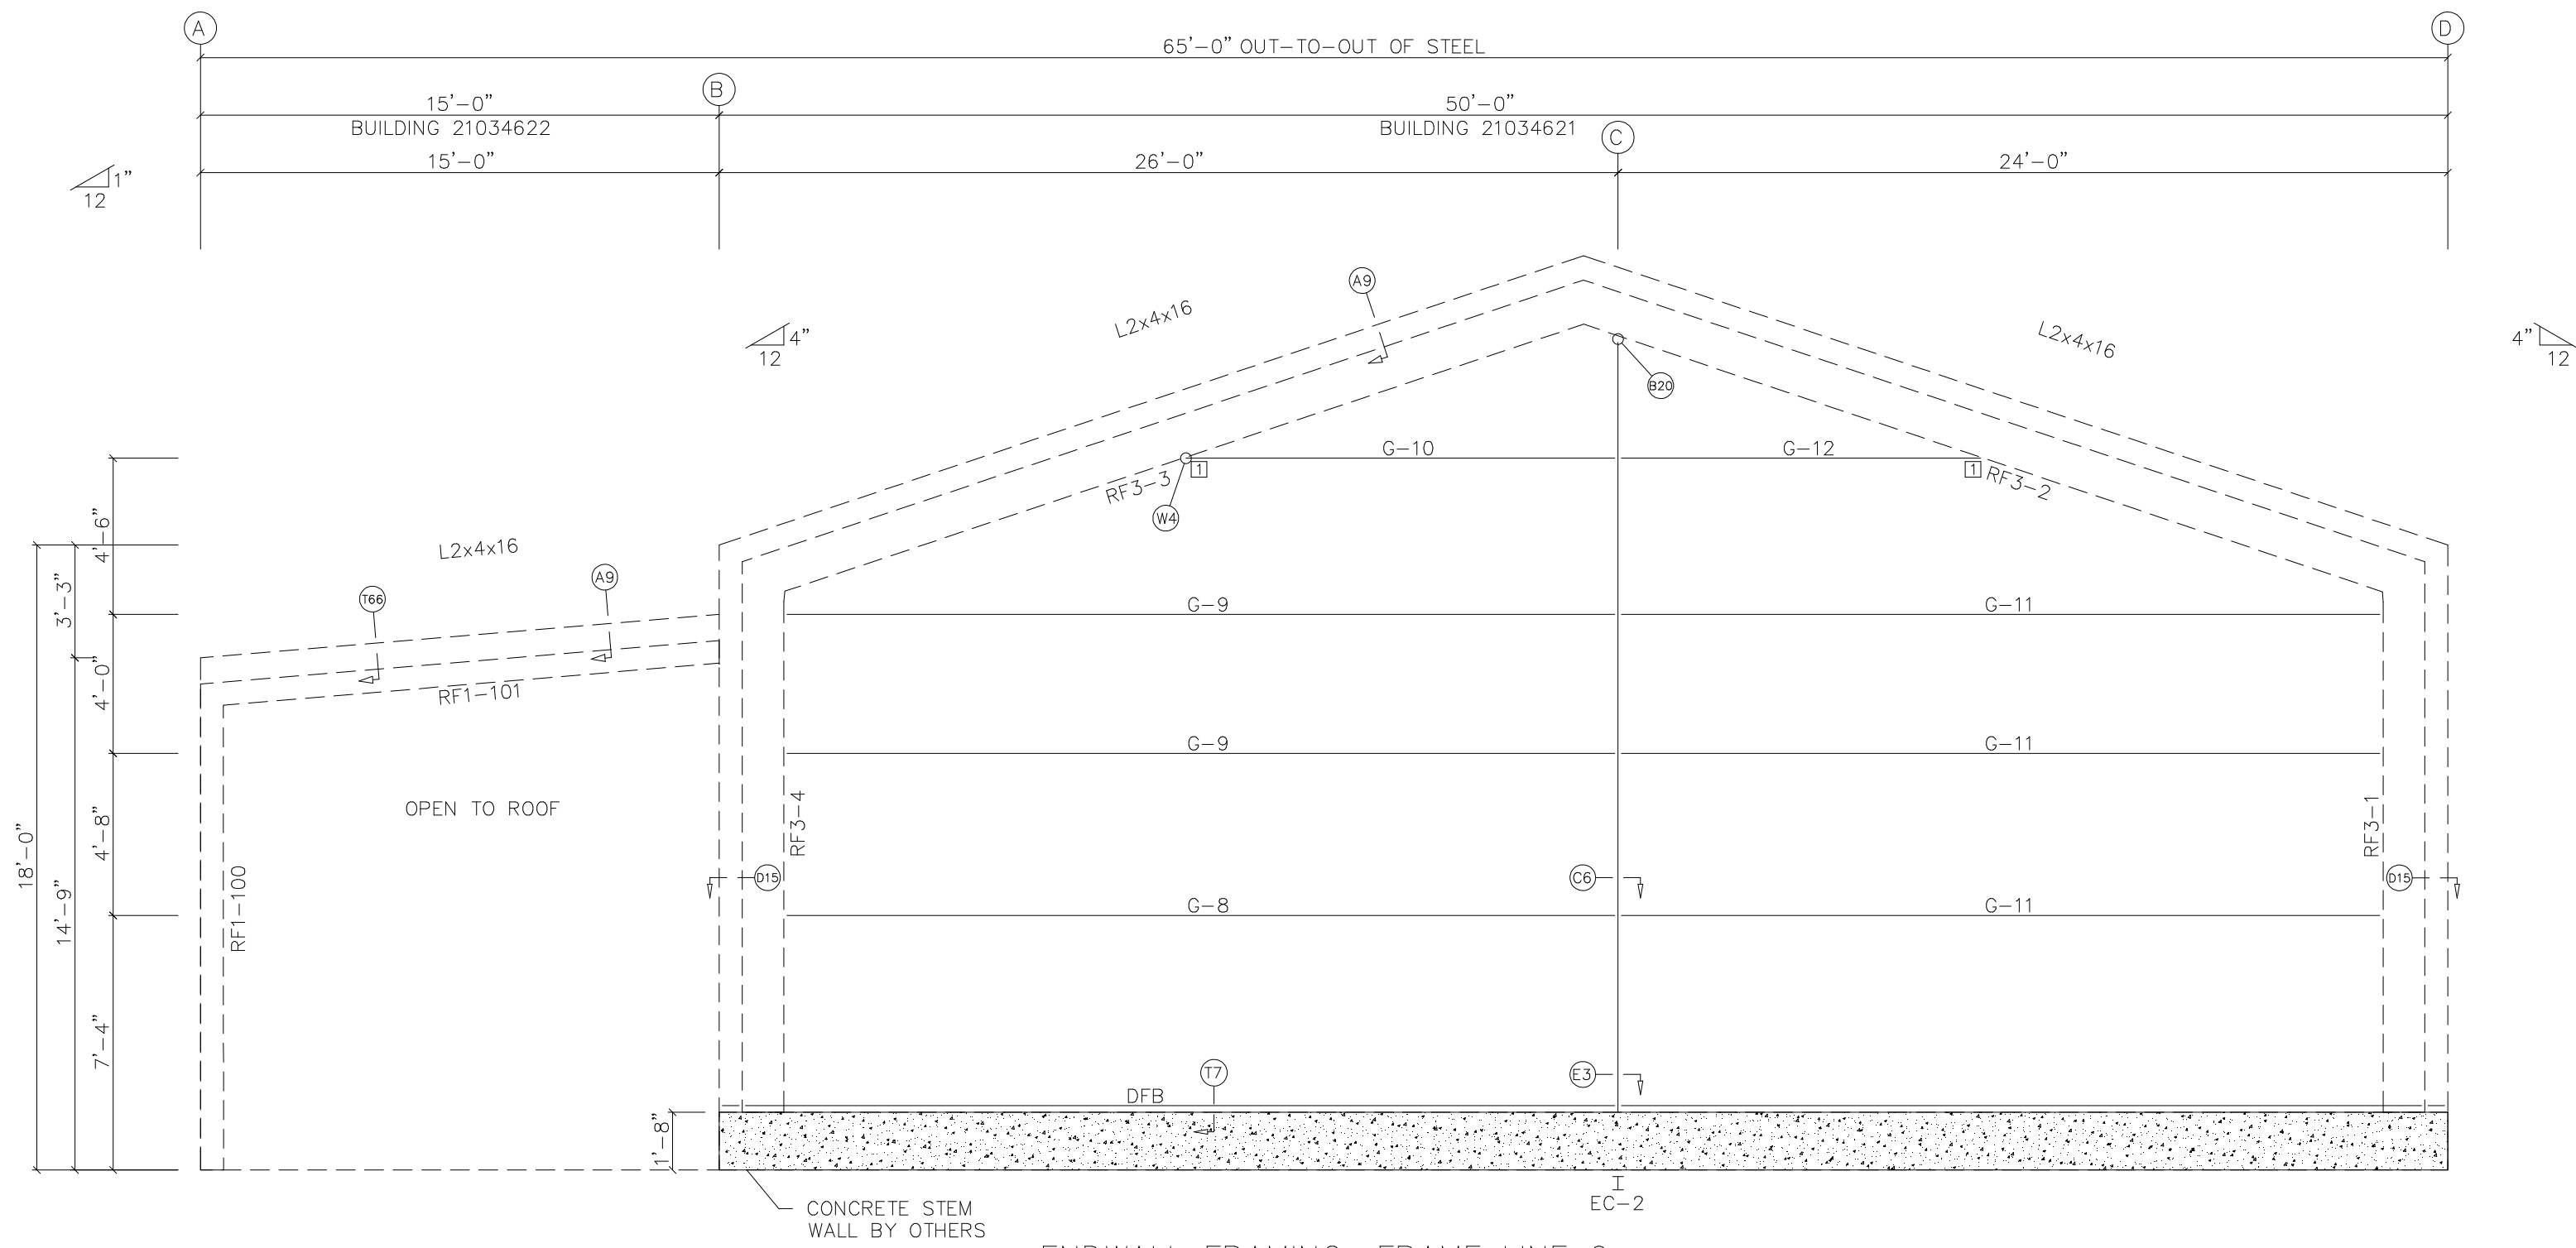 A
D
65'-0" OUT-TO-OUT OF STEEL
B
15'-0"
50'-0"
BUILDING 21034622
BUILDING 21034621
C
15'-0"
26'-0"
24'-0"
1"
12
A9
L2x4x16
L2x4x16
4"
12
4"
12
B20
G-10
G-12
1
1
RF3-3
RF3-2
W4
4'-6"
L2x4x16
3'-3"
T66
A9
G-9
G-11
4'-0"
RF1-101
G-9
G-11
OPEN TO ROOF
4'-8"
18'-0"
RF3-4
RF3-1
D15
C6
D15
14'-9"
RF1-100
G-8
G-11
7'-4"
T7
E3
DFB
1'-8"
EC-2
CONCRETE STEM
WALL BY OTHERS